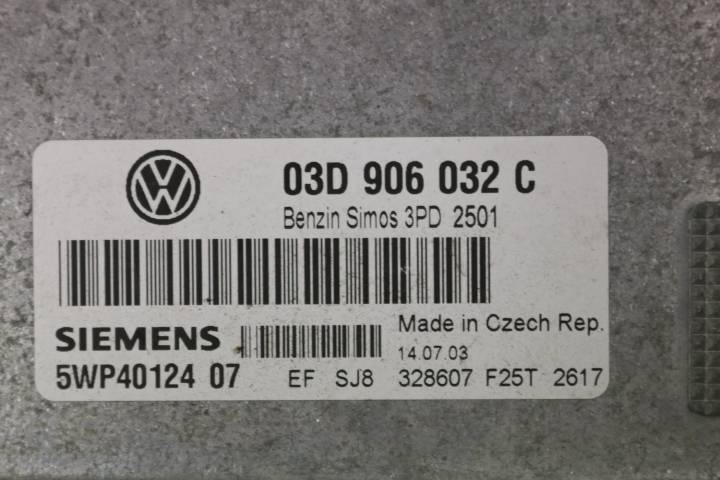 VW
03D 906 032 C
Benzin Simos 3PD 2501
SIEMENS
Made in Czech Rep.
14.07.03
5WP40124 07 EF SJ8 328607 F25T 2617